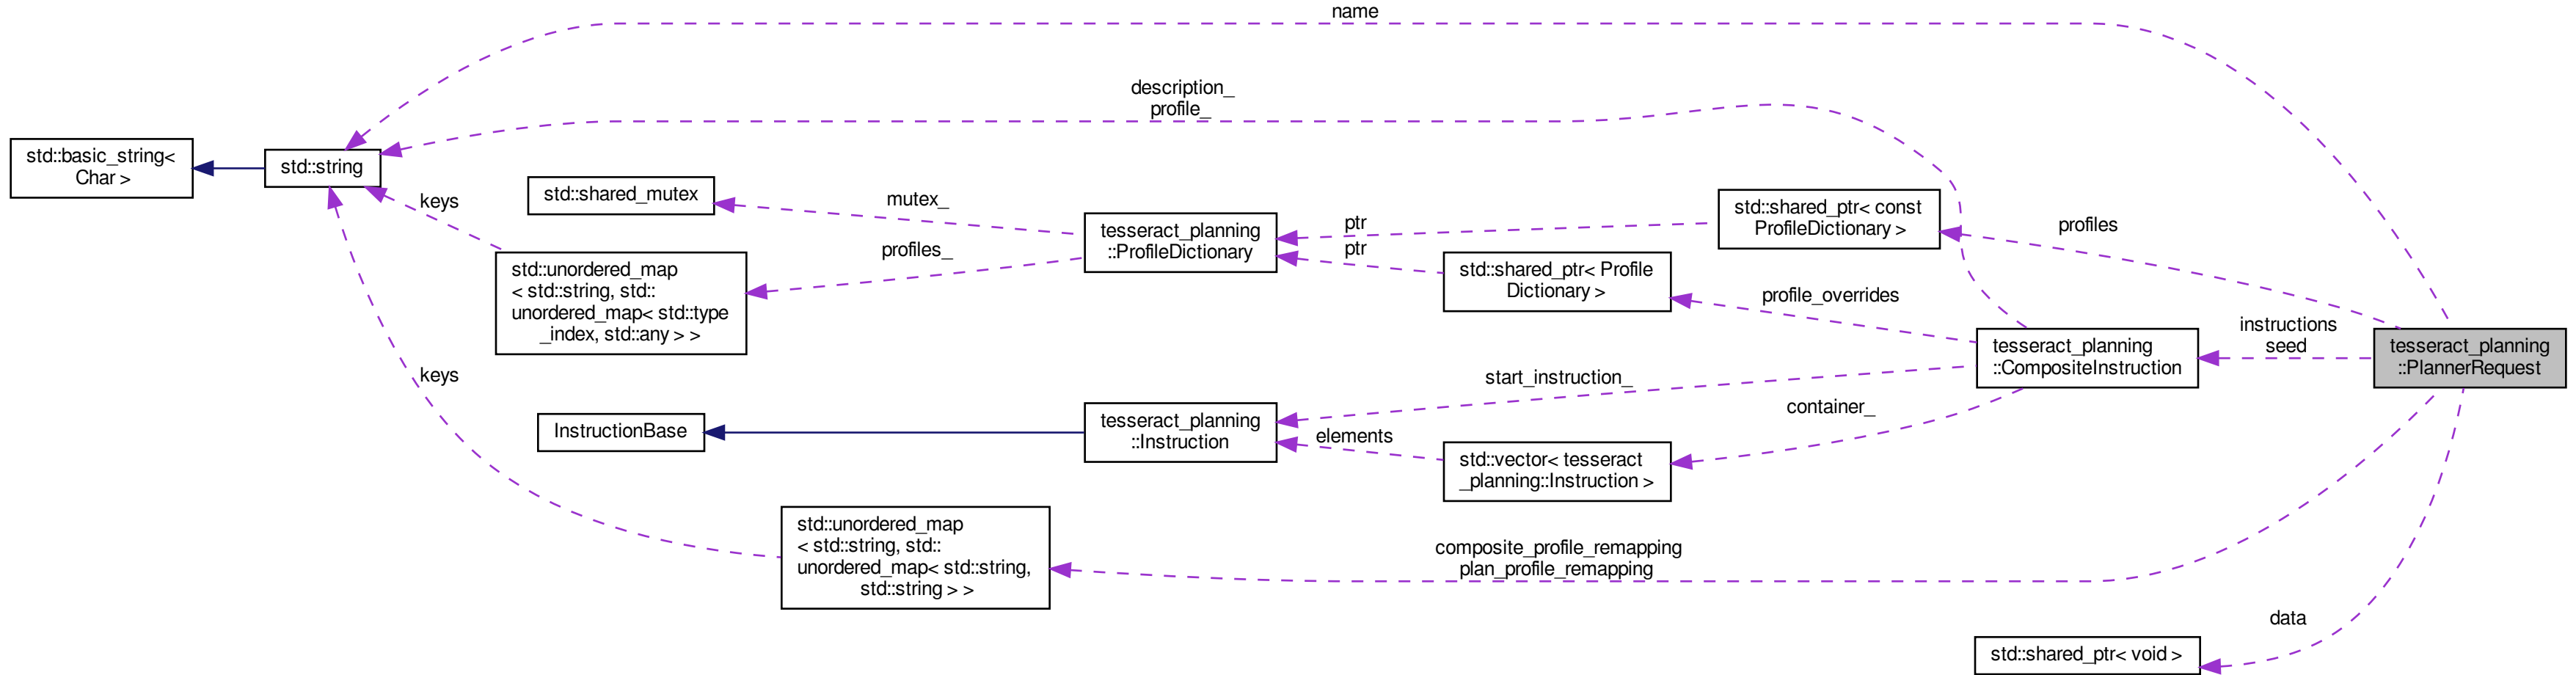 name
description_
profile_
std::basic_string<
Char >
std::string
std::shared_mutex
keys
mutex_
tesseract_planning
::ProfileDictionary
ptr
std::shared_ptr< const
ProfileDictionary >
profiles
profiles_
ptr
std::unordered_map
< std::string, std::
unordered_map< std::type
_index, std::any > >
std::shared_ptr< Profile
Dictionary >
profile_overrides
instructions
seed
tesseract_planning
::CompositeInstruction
tesseract_planning
::PlannerRequest
keys
start_instruction_
container_
InstructionBase
tesseract_planning
::Instruction
elements
std::vector< tesseract
_planning::Instruction >
std::unordered_map
< std::string, std::
unordered_map< std::string,
std::string > >
composite_profile_remapping
plan_profile_remapping
data
std::shared_ptr< void >